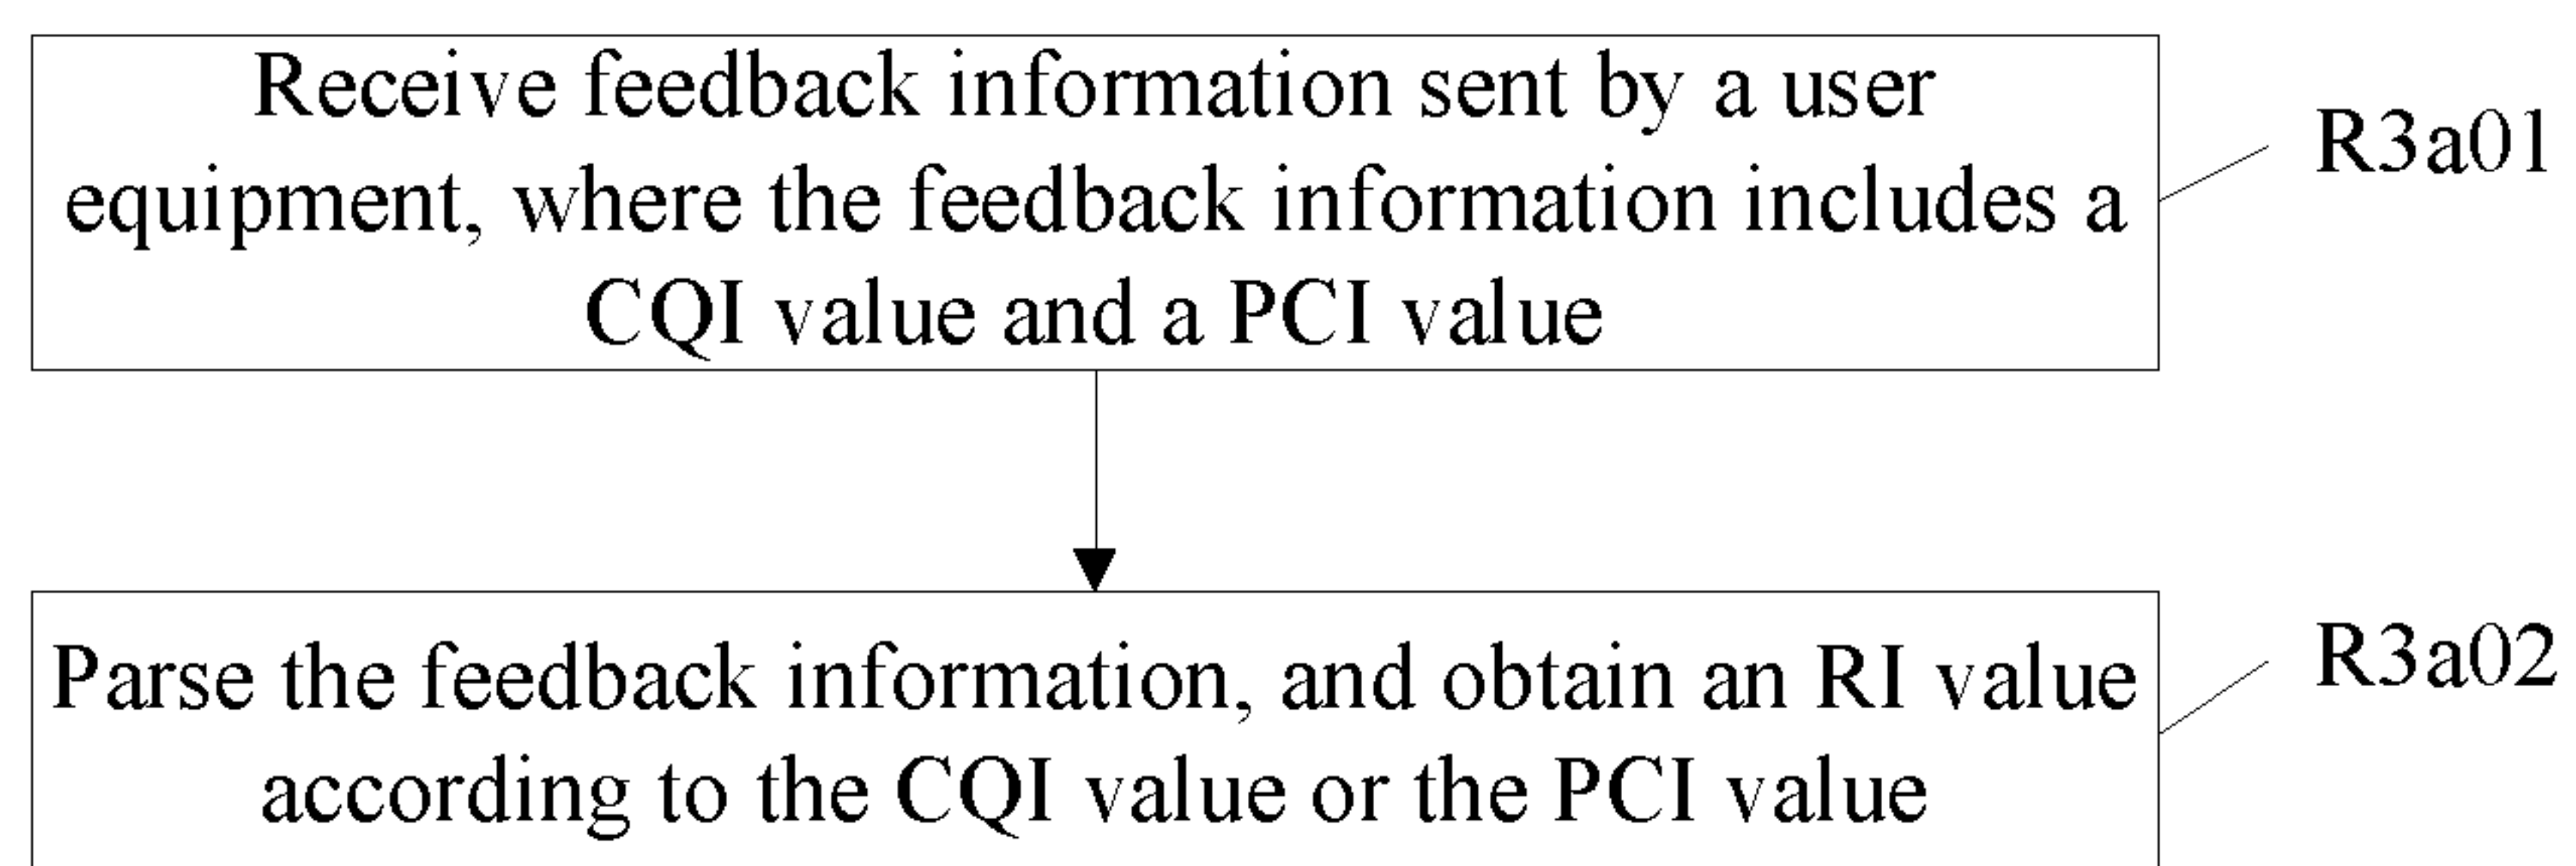 Receive feedback information sent by a user
equipment, where the feedback information includes a
CQI value and a PCI value
R3a01
Parse the feedback information, and obtain an RI value
according to the CQI value or the PCI value
R3a02